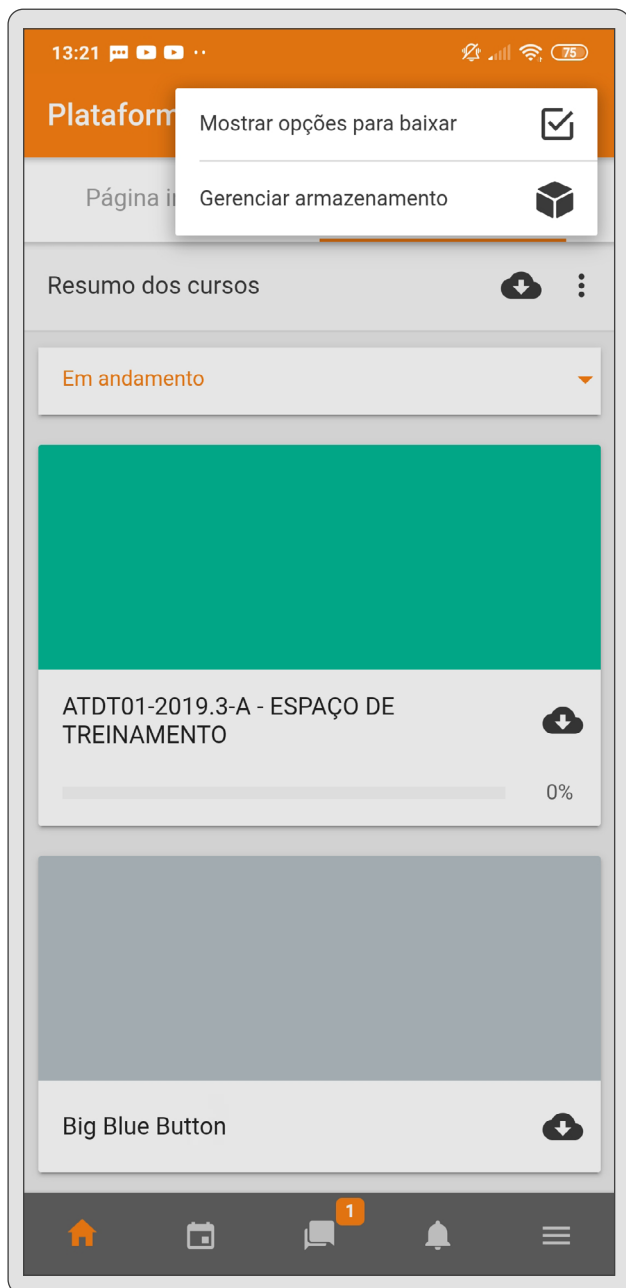 13:21
75
Plataform
Mostrar opções para baixar
Gerenciar armazenamento
Página i
Resumo dos cursos
Em andamento
ATDT01-2019.3-A - ESPAÇO DE
TREINAMENTO
0%
Big Blue Button
1